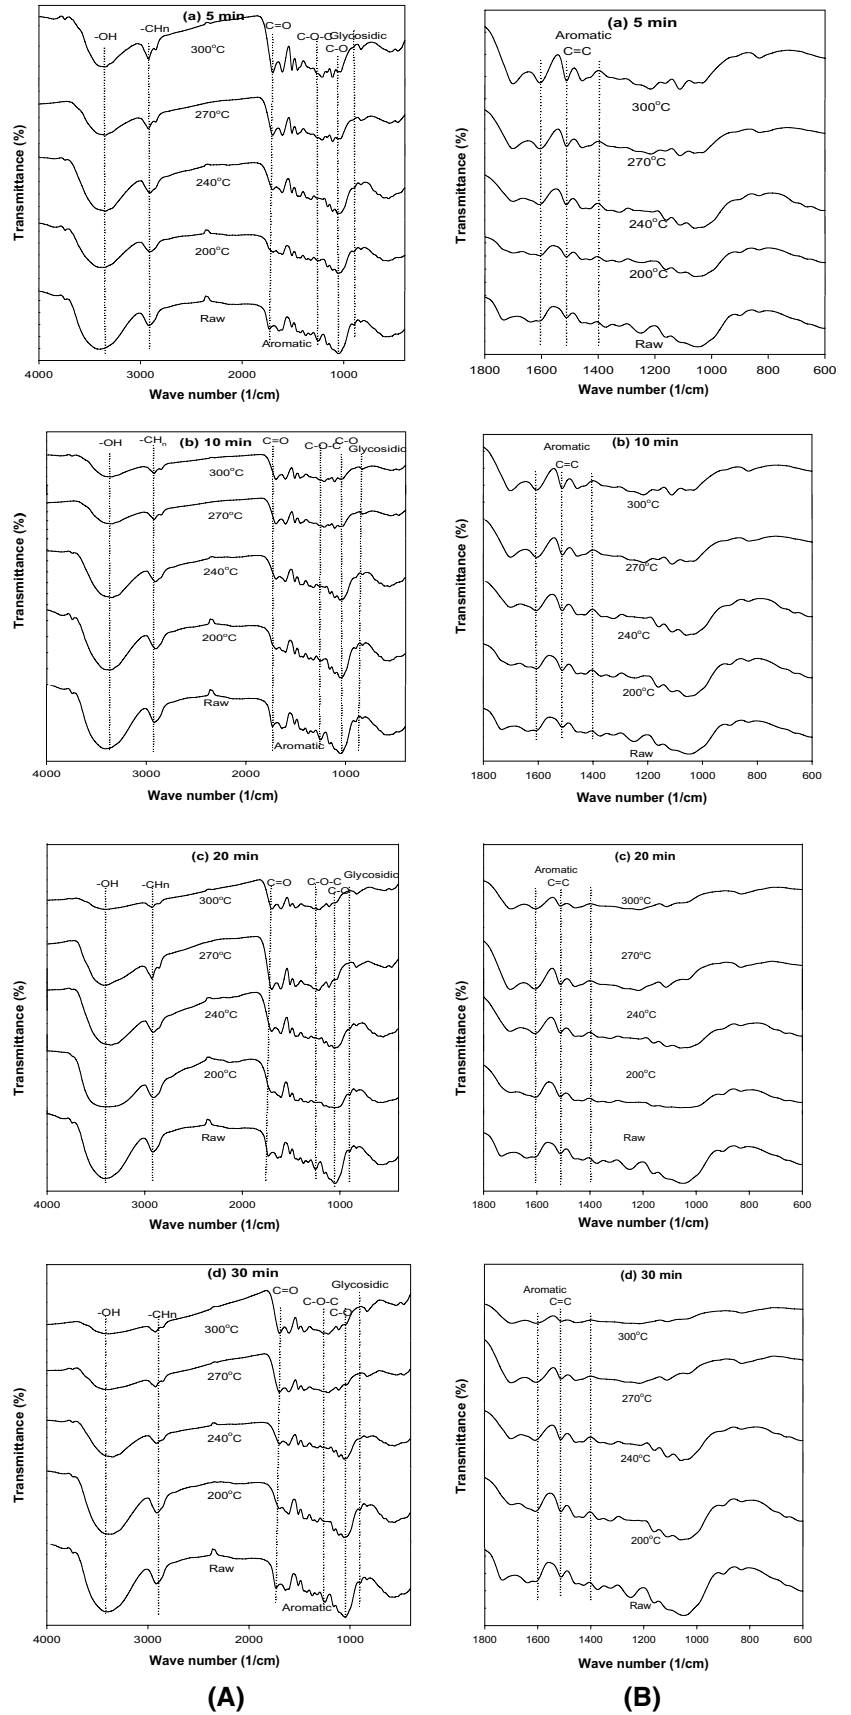 (a) 5 min
-OH
-CHn
C=O
C-O-C
Glycosidic
C-O
300°C
270°C
240°C
200°C
Raw
Aromatic
Transmittance (%)
4000 3000 2000 1000
Wave number (1/cm)
(a) 5 min
Aromatic
C=C
300°C
270°C
240°C
200°C
Raw
Transmittance (%)
1800 1600 1400 1200 1000 800 600
Wave number (1/cm)
(b) 10 min
-OH
-CHn
C=O
C-O-C
C-O
Glycosidic
300°C
270°C
240°C
200°C
Raw
Aromatic
Transmittance (%)
4000 3000 2000 1000
Wave number (1/cm)
(b) 10 min
Aromatic
C=C
300°C
270°C
240°C
200°C
Raw
Transmittance (%)
1800 1600 1400 1200 1000 800 600
Wave number (1/cm)
(c) 20 min
-OH
-CHn
C=O
C-O-C
C-O
Glycosidic
300°C
270°C
240°C
200°C
Raw
Transmittance (%)
4000 3000 2000 1000
Wave number (1/cm)
(c) 20 min
Aromatic
C=C
300°C
270°C
240°C
200°C
Raw
Transmittance (%)
1800 1600 1400 1200 1000 800 600
Wave number (1/cm)
(d) 30 min
-OH
-CHn
C=O
C-O-C
C-O
Glycosidic
300°C
270°C
240°C
200°C
Raw
Aromatic
Transmittance (%)
4000 3000 2000 1000
Wave number (1/cm)
(d) 30 min
Aromatic
C=C
300°C
270°C
240°C
200°C
Raw
Transmittance (%)
1800 1600 1400 1200 1000 800 600
Wave number (1/cm)
(A)
(B)